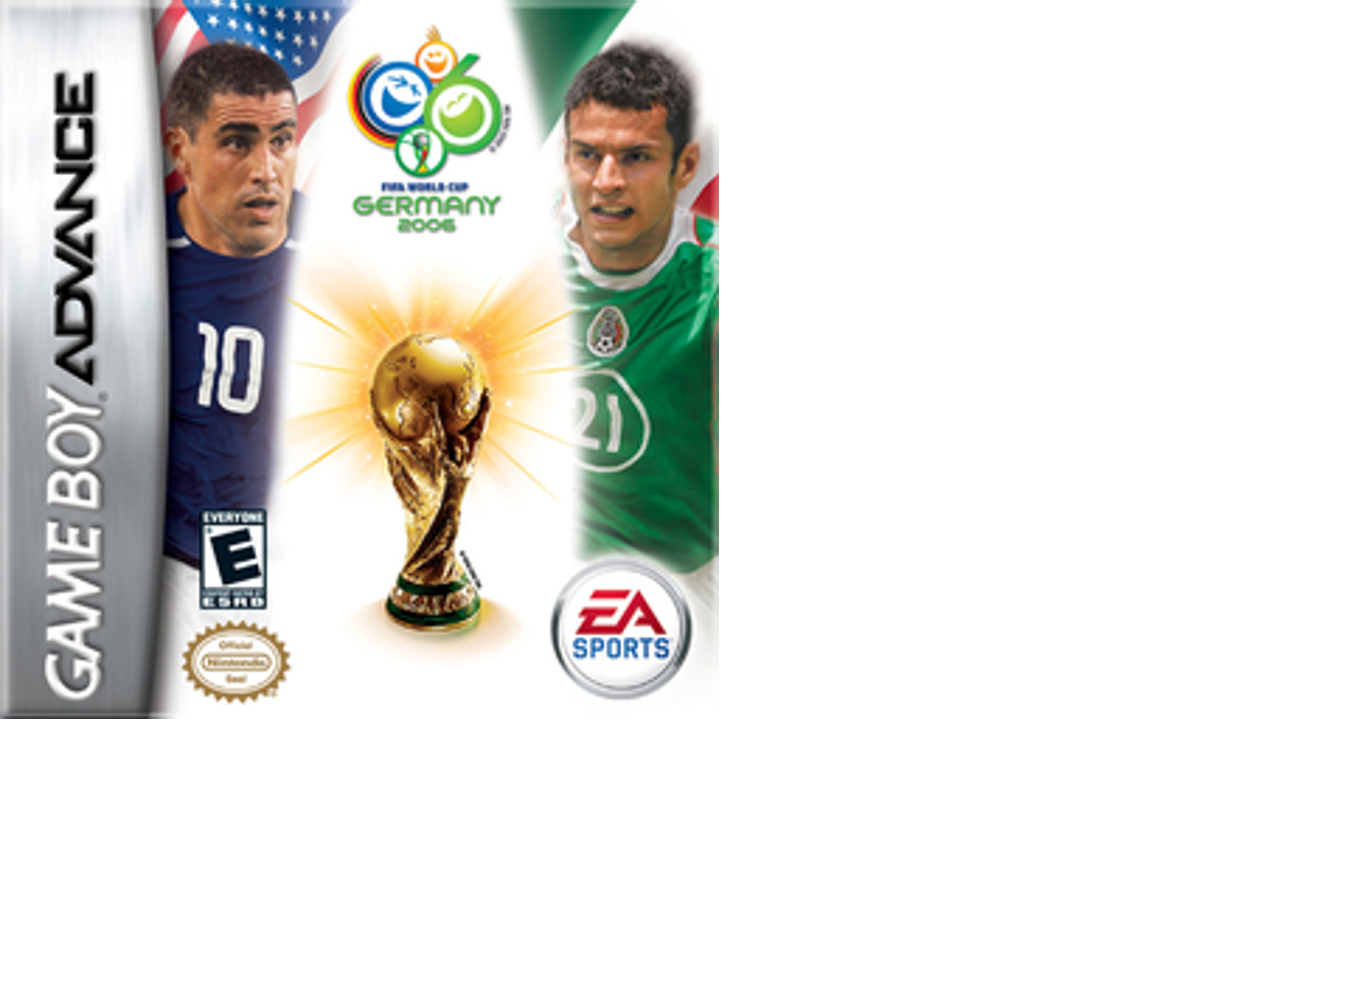 GAME BOY ADVANCE
FIFA WORLD CUP
GERMANY
2006
10
21
EVERYONE
E
ESRB
Official
Nintendo
Seal
EA
SPORTS